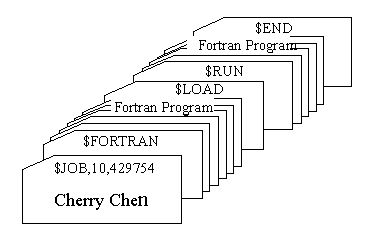 $END
Fortran Program
$RUN
$LOAD
Fortran Program
$FORTRAN
$JOB,10,429754
Cherry Chen